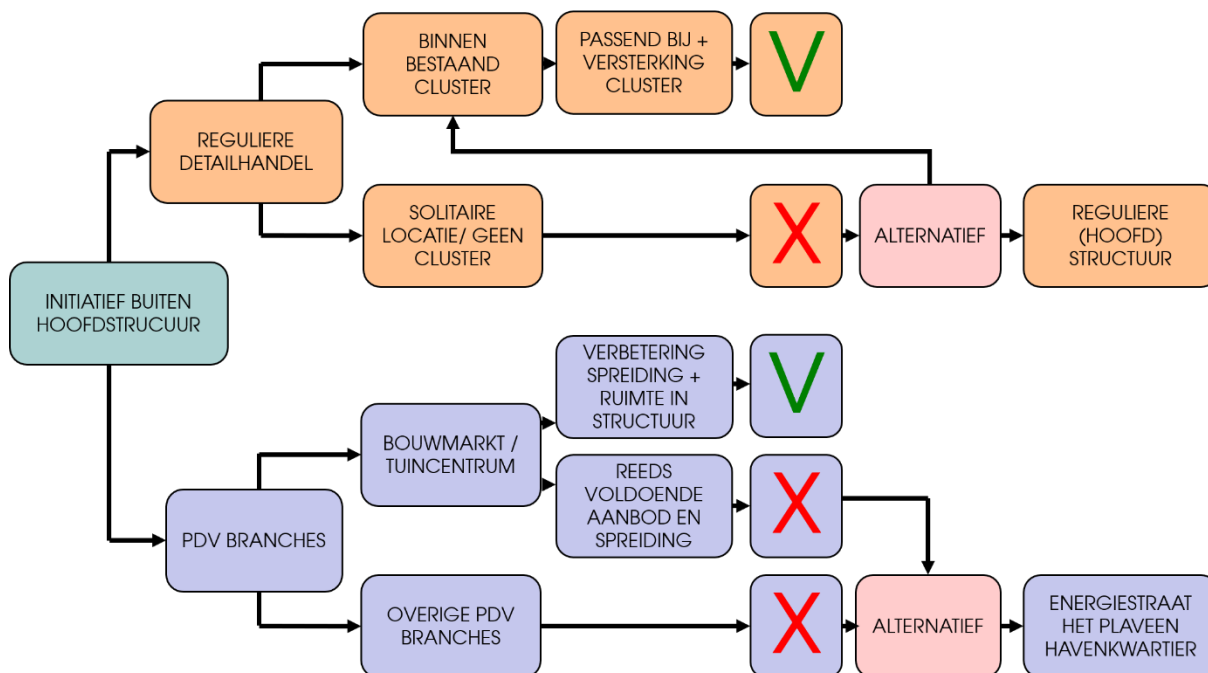 BINNEN
BESTAAND
CLUSTER
PASSEND BIJ +
VERSTERKING
CLUSTER
V
REGULIERE
DETAILHANDEL
SOLITAIRE
LOCATIE/ GEEN
CLUSTER
X
ALTERNATIEF
REGULIERE
(HOOFD)
STRUCTUUR
INITIATIEF BUITEN
HOOFDSTRUCUUR
VERBETERING
SPREIDING +
RUIMTE IN
STRUCTUUR
V
BOUWMARKT /
TUINCENTRUM
REEDS
VOLDOENDE
AANBOD EN
SPREIDING
X
PDV BRANCHES
OVERIGE PDV
BRANCHES
X
ALTERNATIEF
ENERGIESTRAAT
HET PLAVEEN
HAVENKWARTIER